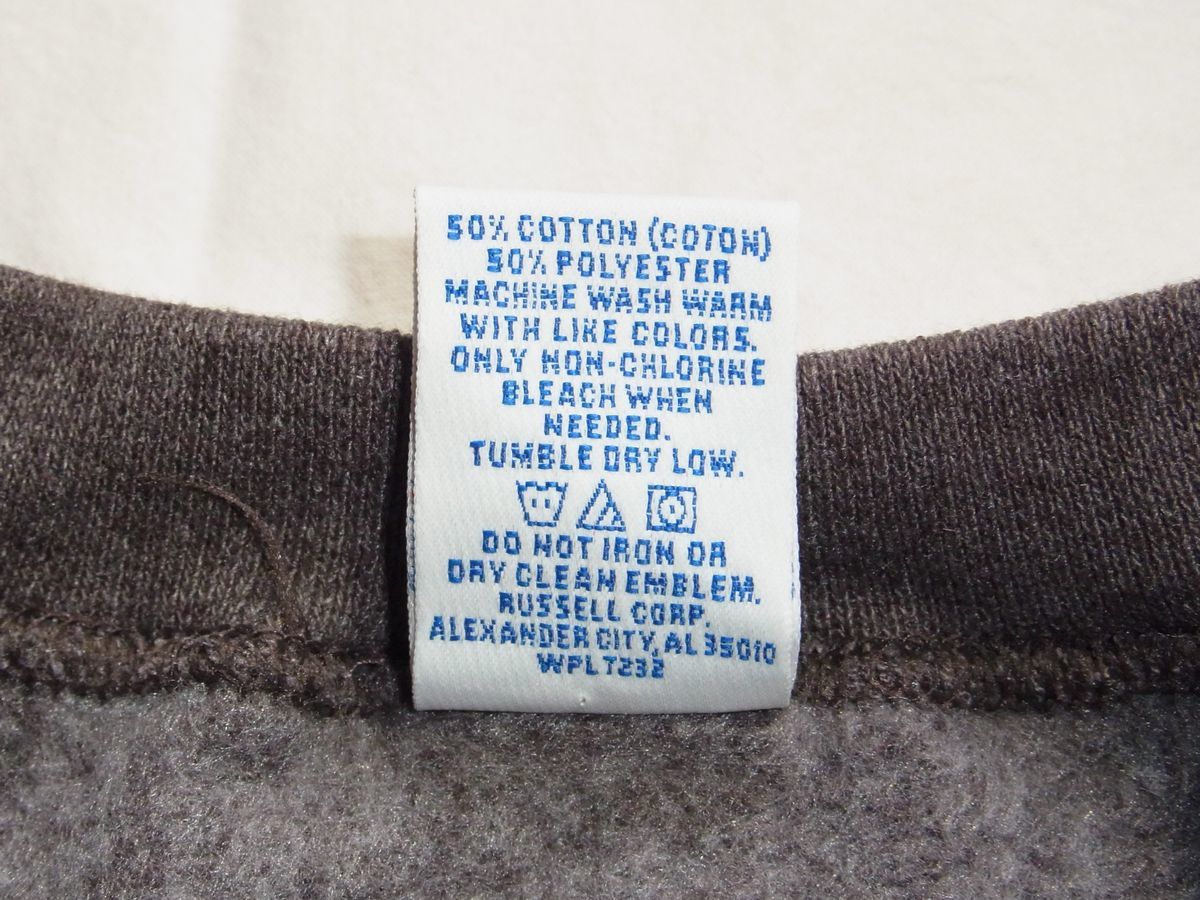 50% COTTON (COTON)
50% POLYESTER
MACHINE WASH WARM
WITH LIKE COLORS.
ONLY NON-CHLORINE
BLEACH WHEN
NEEDED.
TUMBLE DRY LOW.
DO NOT IRON OR
DRY CLEAN EMBLEM.
RUSSELL CORP.
ALEXANDER CITY, AL 35010
WPL7232